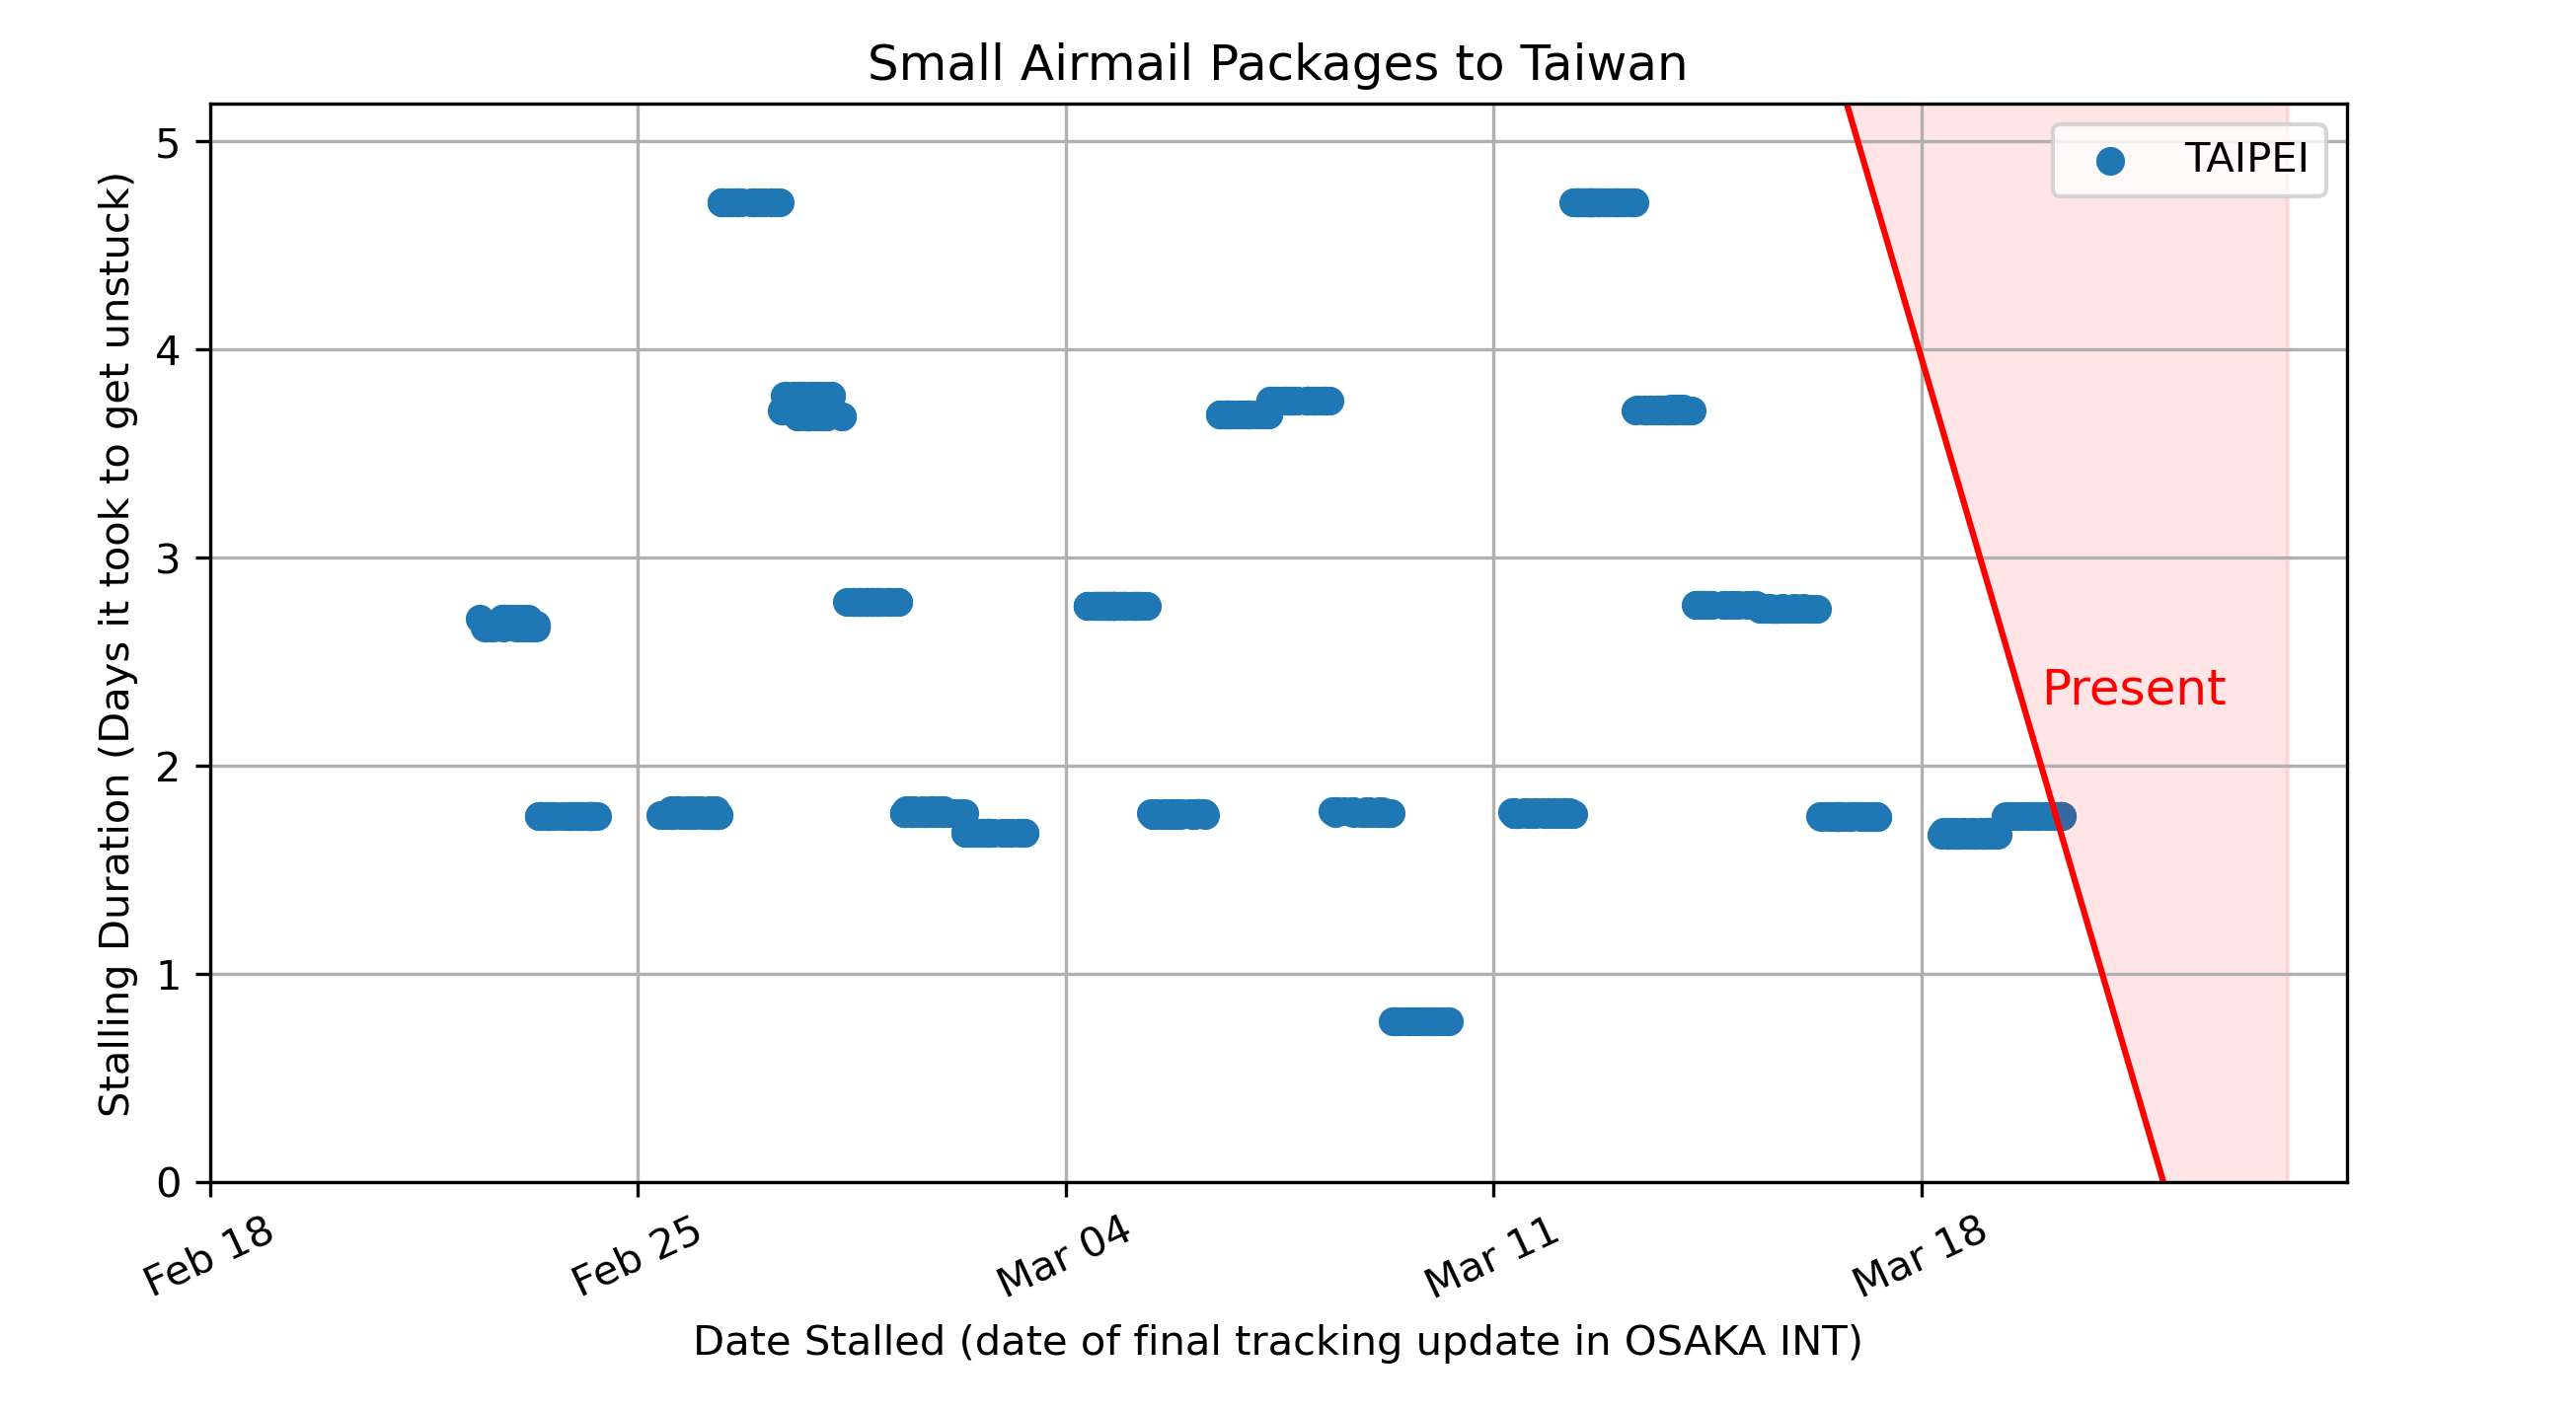 Small Airmail Packages to Taiwan
Stalling Duration (Days it took to get unstuck)
5
4
3
2
1
0
TAIPEI
Present
Feb 18
Feb 25
Mar 04
Mar 11
Mar 18
Date Stalled (date of final tracking update in OSAKA INT)